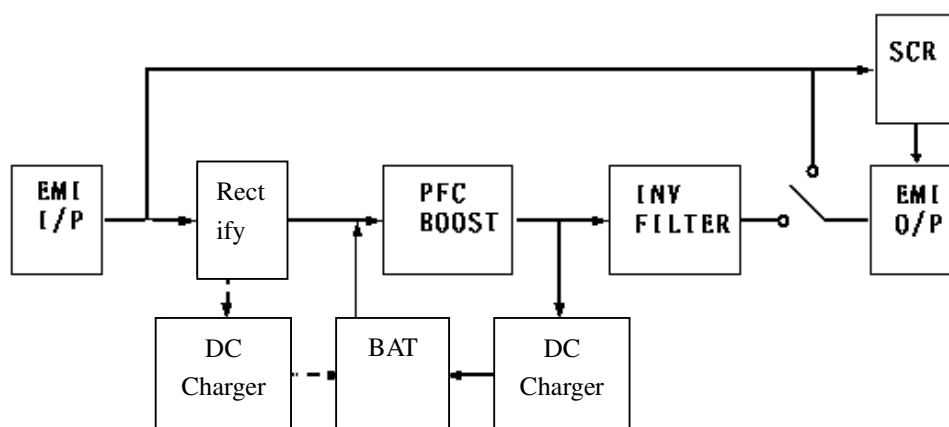 SCR
EMI
I/P
Rect
ify
PFC
BOOST
INV
FILTER
EMI
O/P
DC
Charger
BAT
DC
Charger